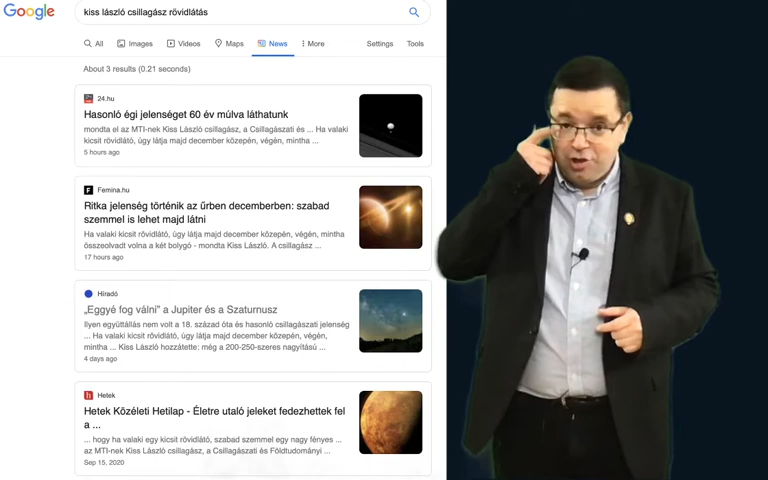 Google
kiss lászló csillagász rövidlátás
All Images Videos Maps News More Settings Tools
About 3 results (0.21 seconds)
24.hu
Hasonló égi jelenséget 60 év múlva láthatunk
mondta el az MTI-nek Kiss László csillagász, a Csillagászati és ... Ha valaki
kicsit rövidlátó, úgy látja majd december közepén, végén, mintha ...
5 hours ago
F Femina.hu
Ritka jelenség történik az űrben decemberben: szabad
szemmel is lehet majd látni
Ha valaki kicsit rövidlátó, úgy látja majd december közepén, végén, mintha
összeolvadt volna a két bolygó - mondta Kiss László. A csillagász ...
17 hours ago
Híradó
„Eggyé fog válni” a Jupiter és a Szaturnusz
Ilyen együttállás nem volt a 18. század óta és hasonló csillagászati jelenség
... Ha valaki kicsit rövidlátó, úgy látja majd december közepén, végén,
mintha ... Kiss László hozzátette: még a 200-250-szeres nagyítású ...
4 days ago
h Hetek
Hetek Közéleti Hetilap - Életre utaló jeleket fedezhettek fel
a ...
... hogy ha valaki egy kicsit rövidlátó, szabad szemmel egy nagy fényes ...
az MTI-nek Kiss László csillagász, a Csillagászati és Földtudományi ...
Sep 15, 2020